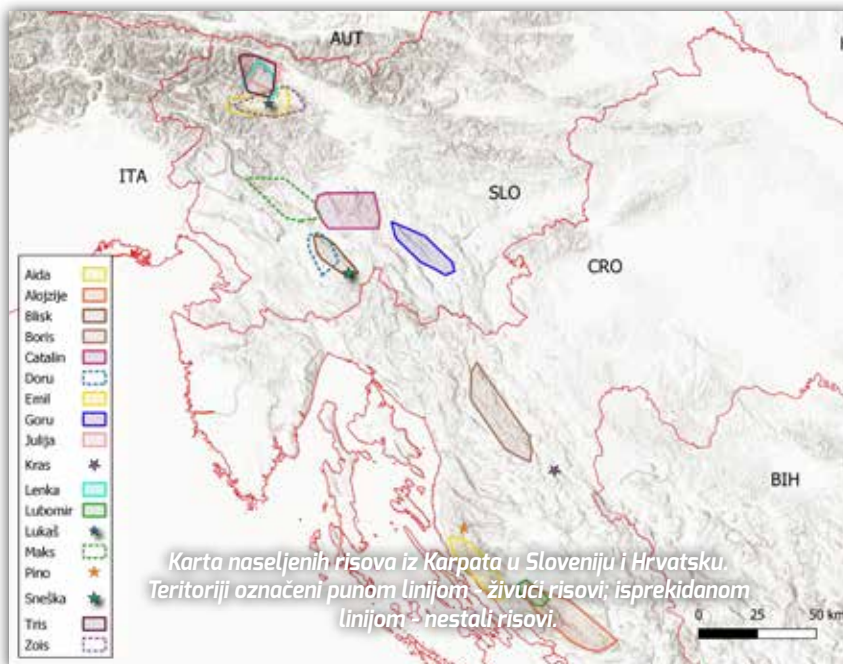 AUT
ITA
SLO
CRO
BIH
Aida
Alojzije
Blisk
Boris
Catalin
Doru
Emil
Goru
Julija
Kras
Lenka
Lubomir
Lukaš
Maks
Pino
Sneška
Tris
Zois
Karta naseljenih risova iz Karpata u Sloveniju i Hrvatsku.
Teritoriji označeni punom linijom - živući risovi; isprekidanom
linijom - nestali risovi.
0 25 50 km